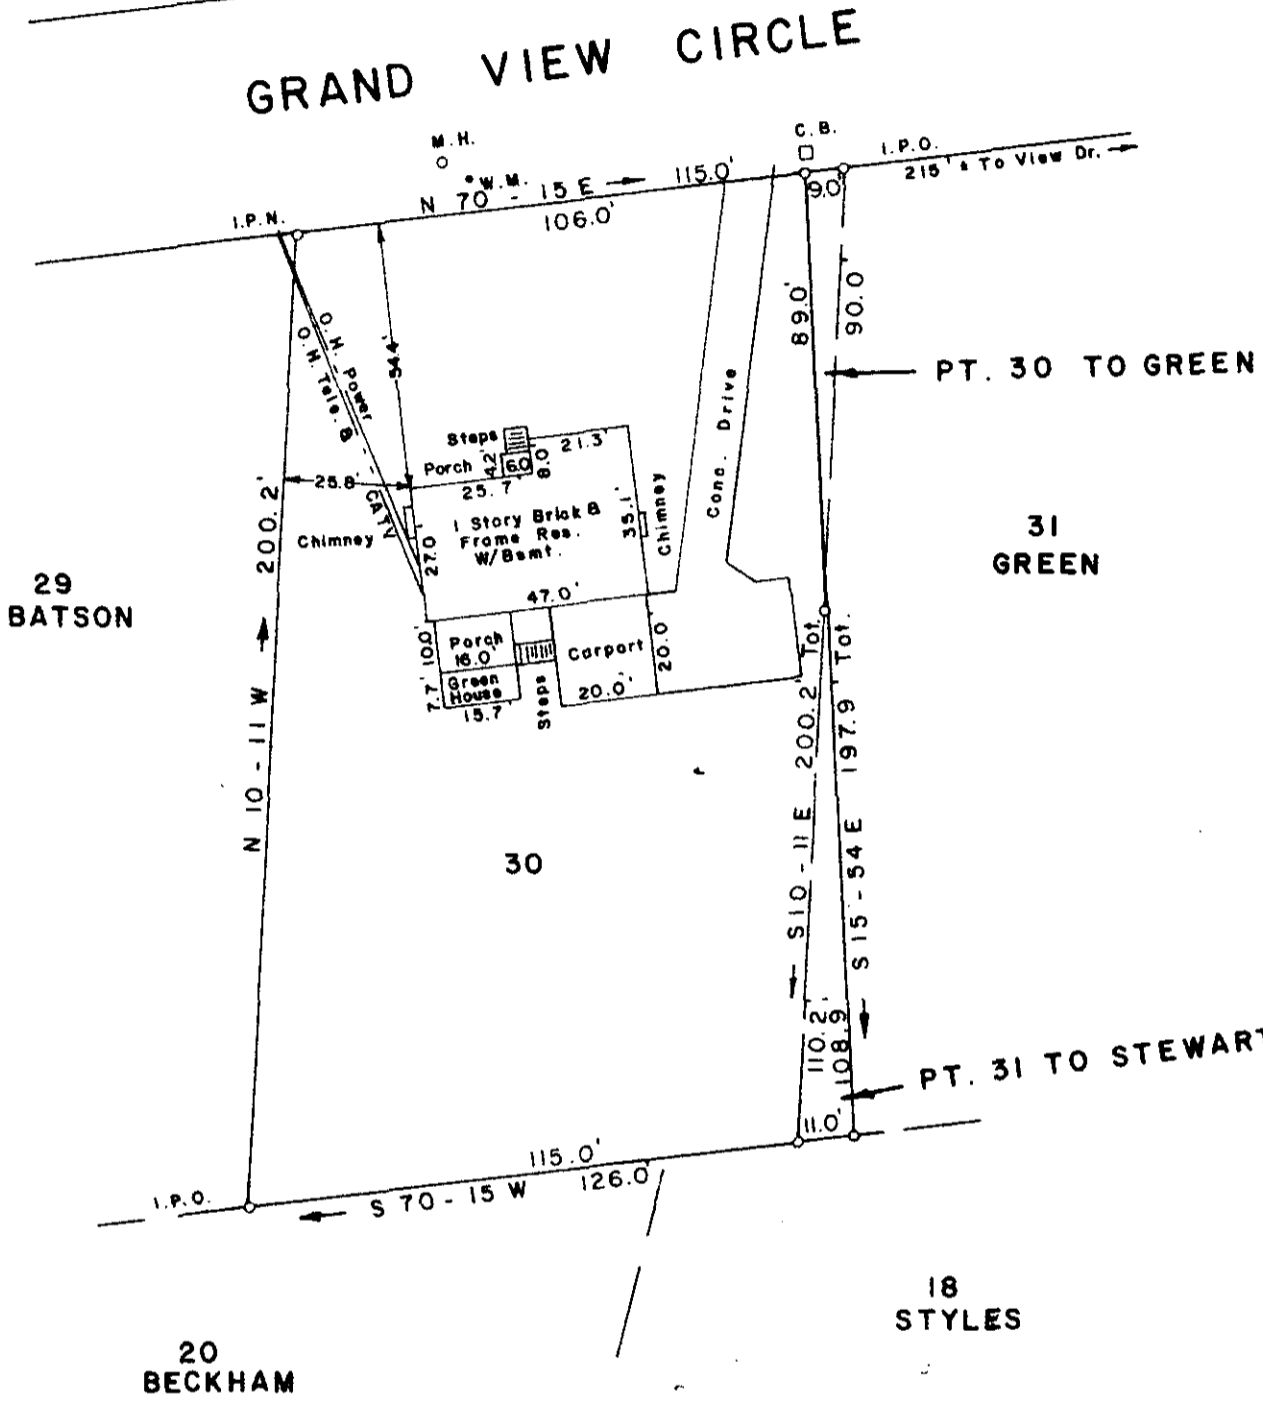 GRAND VIEW CIRCLE
M.H.
C.B.
W.M.
I.P.O.
215' ± To View Dr.
I.P.N.
N 70 - 15 E
115.0'
106.0'
9.0'
89.0'
90.0'
O.H. Power
O.H. Tele. & CATV
54.4'
Conc. Drive
PT. 30 TO GREEN
Steps
21.3'
Porch
4.2'
6.0
8.0'
25.8'
25.7'
Chimney
27.0'
1 Story Brick &
Frame Res.
W/Bsmt.
35.1'
Chimney
31
GREEN
29
BATSON
N 10 - 11 W
200.2'
47.0'
10.0'
Porch
16.0'
Carport
20.0'
7.7'
Green
House
15.7'
Steps
20.0'
30
S 10 - 11 E 200.2' Tot.
S 15 - 54 E 197.9' Tot.
110.2'
108.9'
PT. 31 TO STEWART
11.0'
115.0'
126.0'
I.P.O.
S 70 - 15 W
18
STYLES
20
BECKHAM